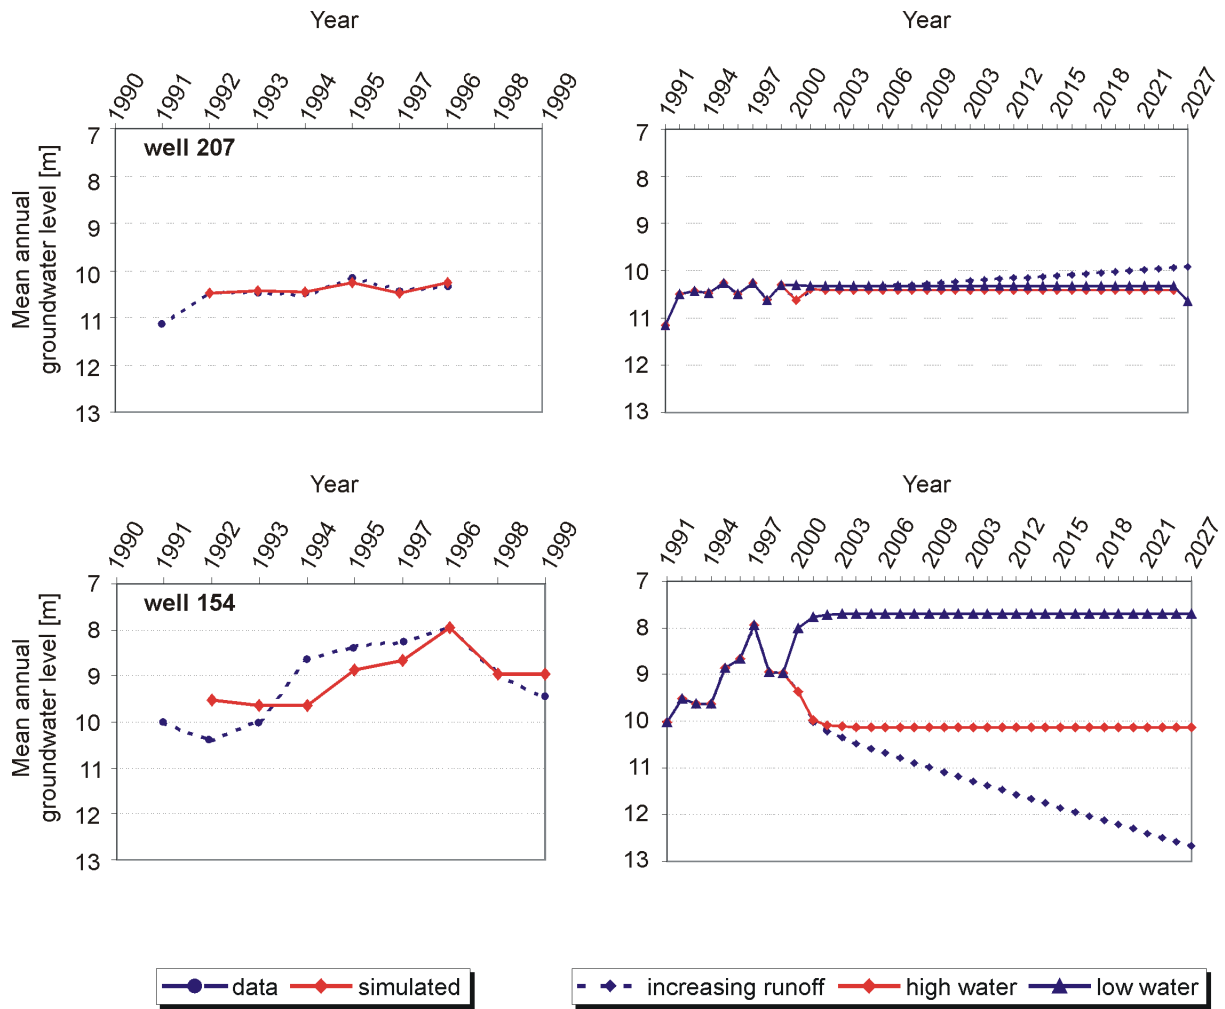 Year
Year
1990 1991 1992 1993 1994 1995 1997 1996 1998 1999
1991 1994 1997 2000 2003 2006 2009 2003 2012 2015 2018 2021 2027
Mean annual
groundwater level [m]
7
8
9
10
11
12
13
well 207
7
8
9
10
11
12
13
Year
Year
1990 1991 1992 1993 1994 1995 1997 1996 1998 1999
1991 1994 1997 2000 2003 2006 2009 2003 2012 2015 2018 2021 2027
Mean annual
groundwater level [m]
7
8
9
10
11
12
13
well 154
7
8
9
10
11
12
13
data simulated
increasing runoff high water low water